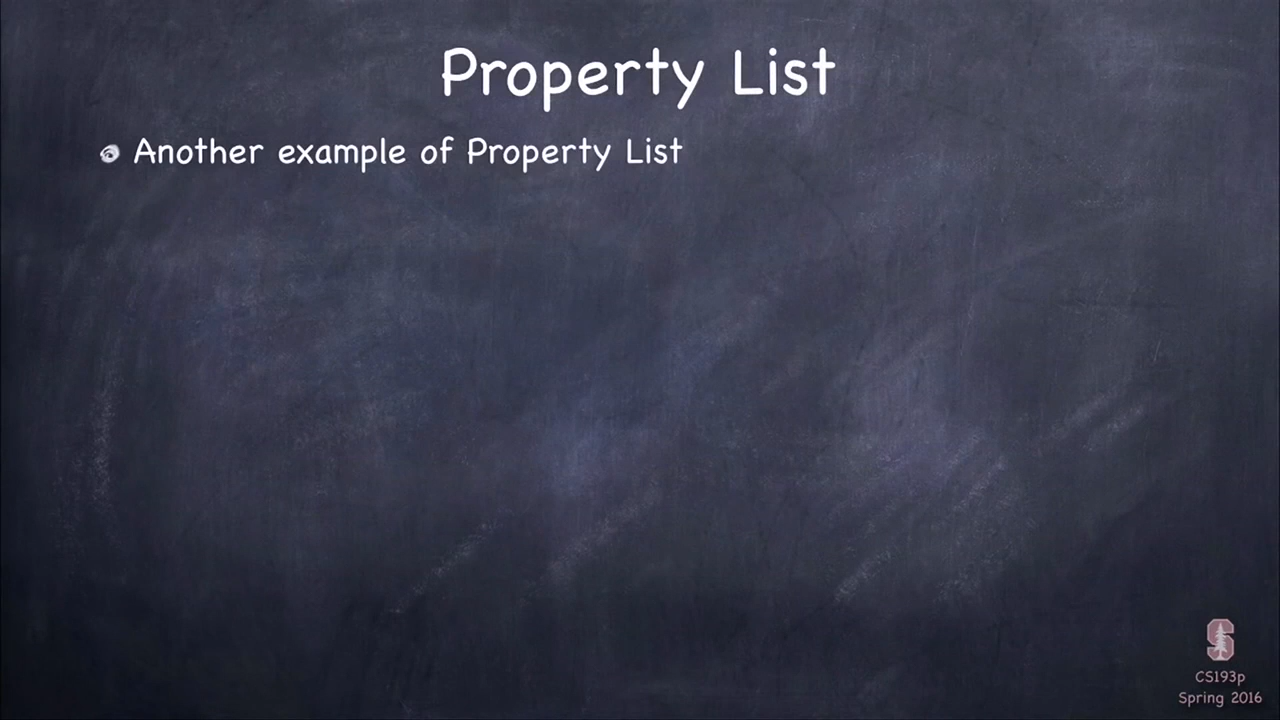 Property List
Another example of Property List
S
CS193p
Spring 2016